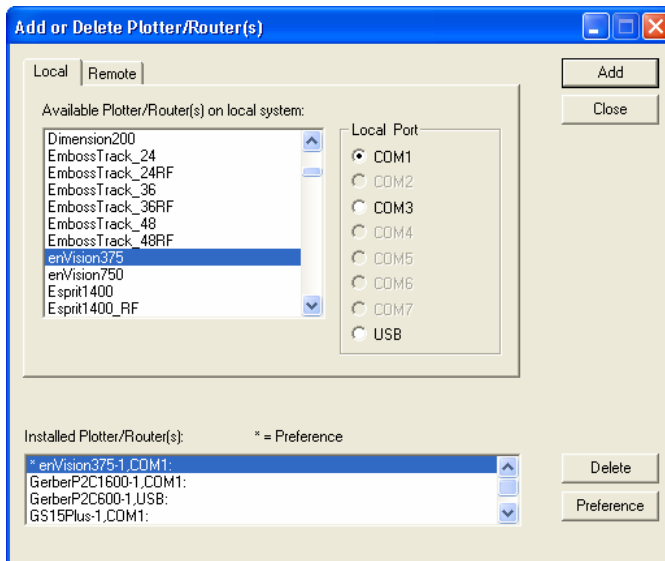 Add or Delete Plotter/Router(s)
Local
Remote
Add
Close
Available Plotter/Router(s) on local system:
Dimension200
EmbossTrack_24
EmbossTrack_24RF
EmbossTrack_36
EmbossTrack_36RF
EmbossTrack_48
EmbossTrack_48RF
enVision375
enVision750
Esprit1400
Esprit1400_RF
Local Port
COM1
COM2
COM3
COM4
COM5
COM6
COM7
USB
Installed Plotter/Router(s):
* = Preference
* enVision375-1,COM1:
GerberP2C1600-1,COM1:
GerberP2C600-1,USB:
GS15Plus-1,COM1:
Delete
Preference